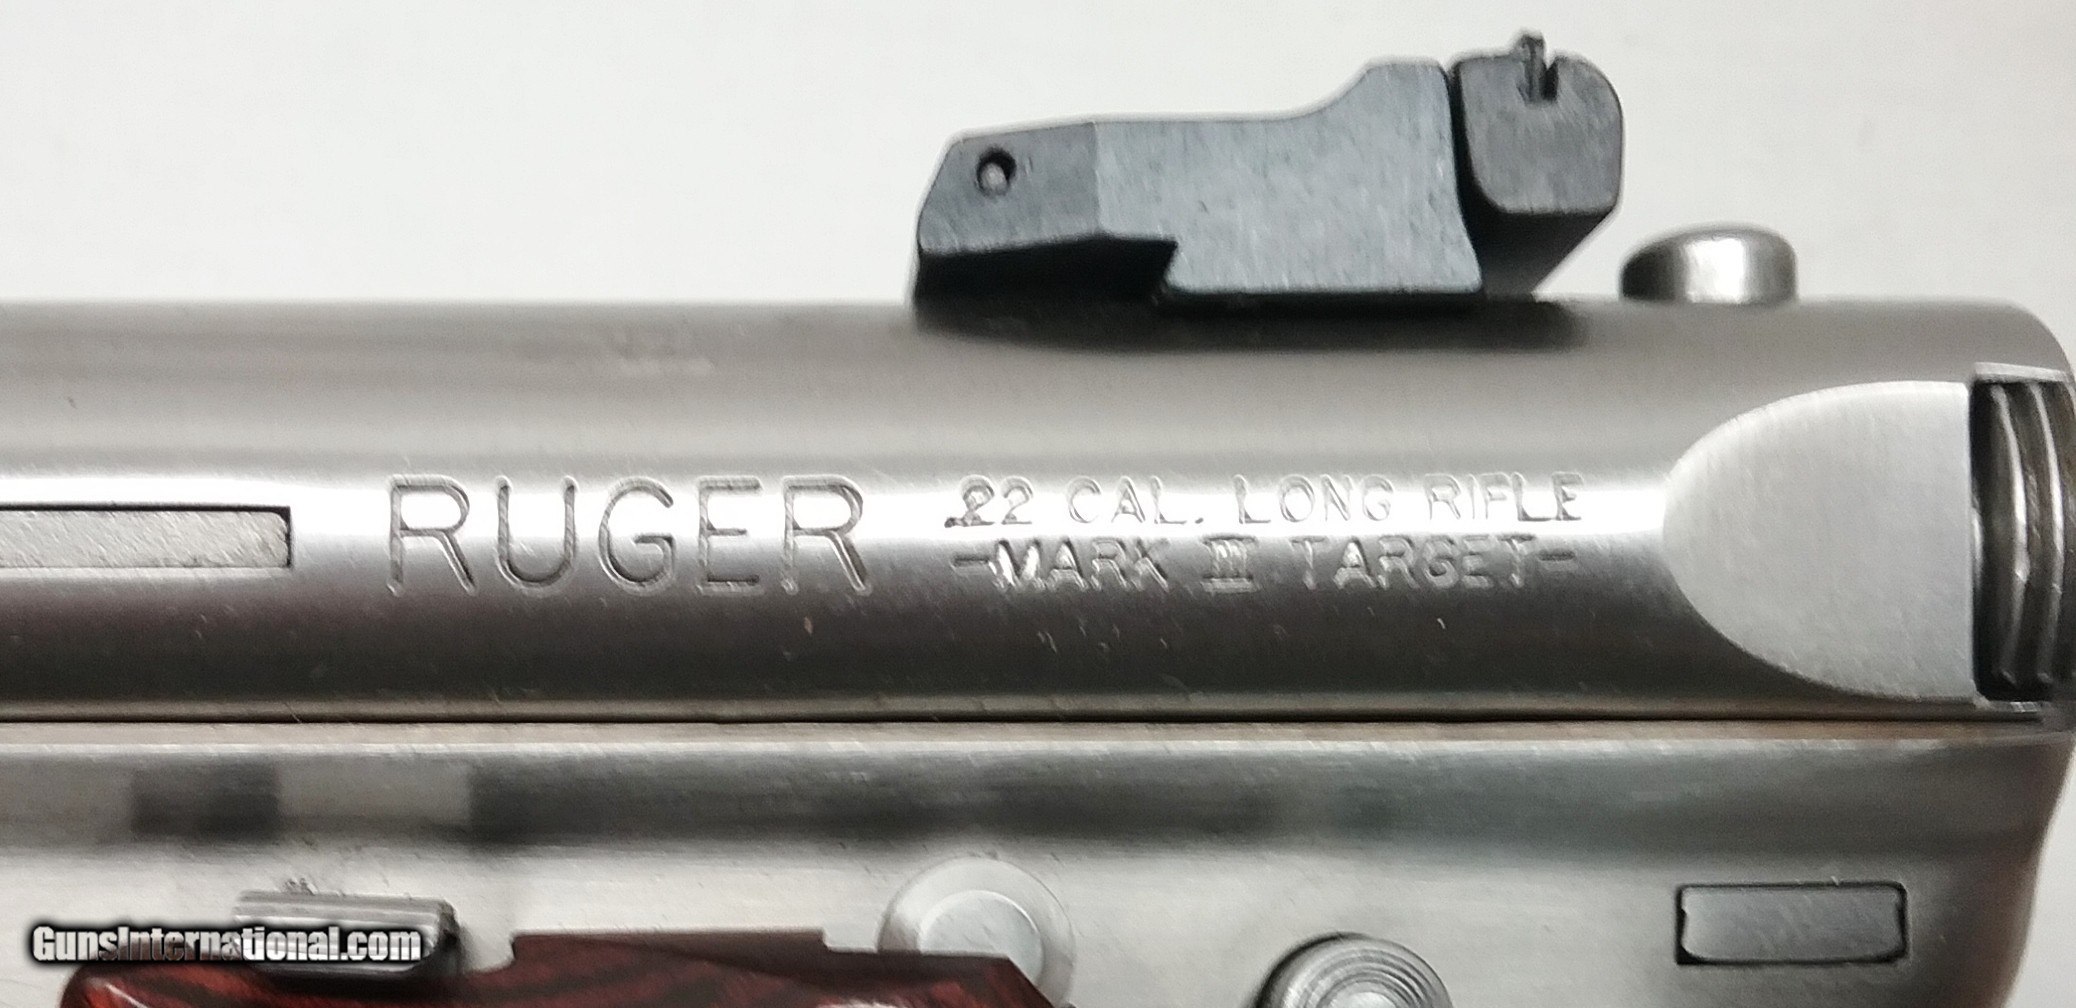 RUGER
.22 CAL. LONG RIFLE
-MARK III TARGET-
GunsInternational.com